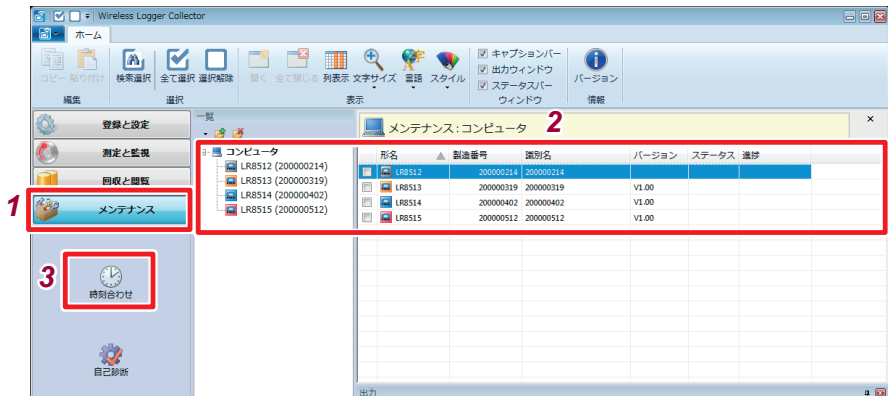 Wireless Logger Collector
ホーム
コピー 貼り付け 検索選択 全て選択 選択解除 開く 全て閉じる 列表示 文字サイズ 言語 スタイル バージョン
キャプションバー
出力ウィンドウ
ステータスバー
編集 選択 表示 ウィンドウ 情報
登録と設定
測定と監視
回収と閲覧
1 メンテナンス
3
時刻合わせ
自己診断
一覧
コンピュータ
LR8512 (200000214)
LR8513 (200000319)
LR8514 (200000402)
LR8515 (200000512)
メンテナンス : コンピュータ 2 ×
形名 製造番号 識別名 バージョン ステータス 進捗
LR8512 200000214 200000214
LR8513 200000319 200000319 V1.00
LR8514 200000402 200000402 V1.00
LR8515 200000512 200000512 V1.00
出力